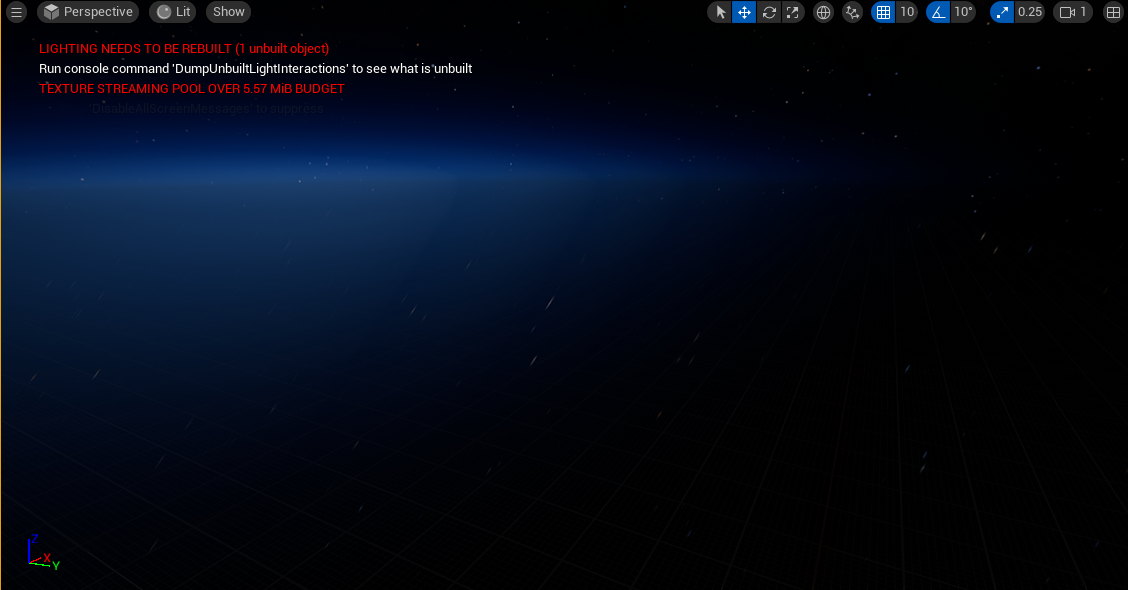 Perspective Lit Show 10 10° 0.25 1
LIGHTING NEEDS TO BE REBUILT (1 unbuilt object)
Run console command 'DumpUnbuiltLightInteractions' to see what is unbuilt
TEXTURE STREAMING POOL OVER 5.57 MiB BUDGET
'DisableAllScreenMessages' to suppress
Z
X
Y